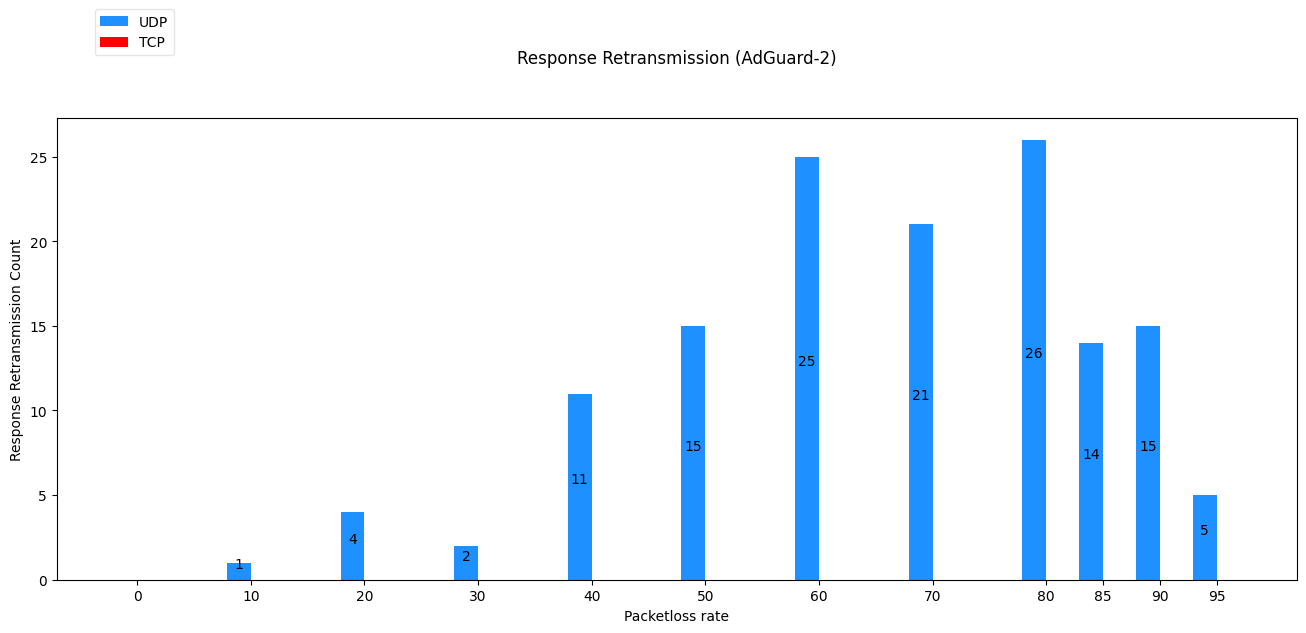 UDP
TCP
Response Retransmission (AdGuard-2)
Response Retransmission Count
25
20
15
10
5
0
1
4
2
11
15
25
21
26
14
15
5
0 10 20 30 40 50 60 70 80 85 90 95
Packetloss rate